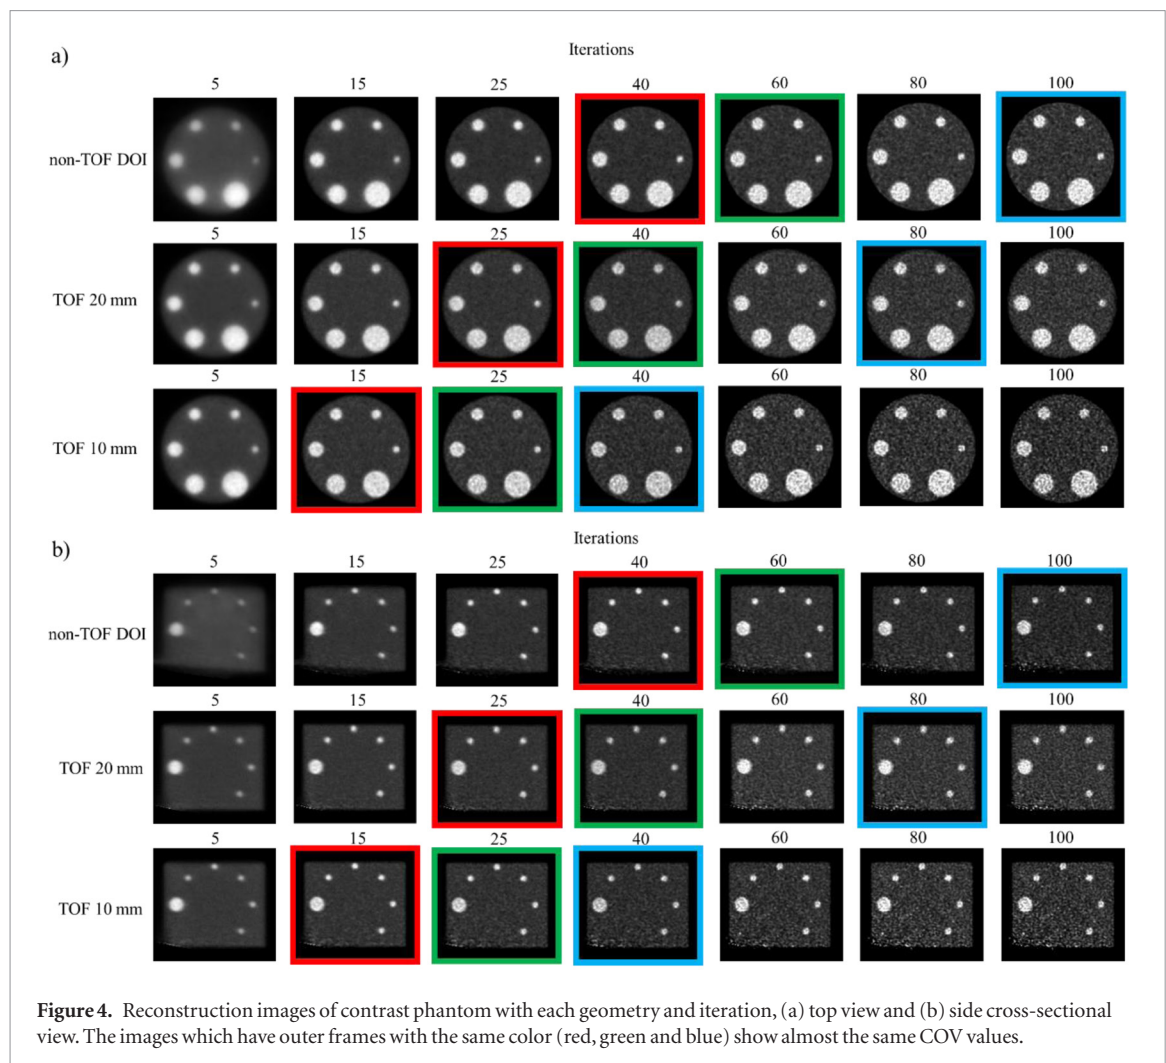 a)
Iterations
5 15 25 40 60 80 100
non-TOF DOI
5 15 25 40 60 80 100
TOF 20 mm
5 15 25 40 60 80 100
TOF 10 mm
b)
Iterations
5 15 25 40 60 80 100
non-TOF DOI
5 15 25 40 60 80 100
TOF 20 mm
5 15 25 40 60 80 100
TOF 10 mm
Figure 4. Reconstruction images of contrast phantom with each geometry and iteration, (a) top view and (b) side cross-sectional
view. The images which have outer frames with the same color (red, green and blue) show almost the same COV values.